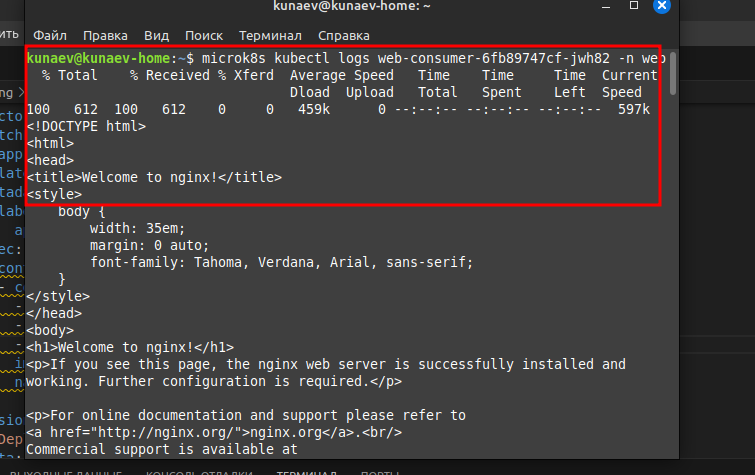 kunaev@kunaev-home: ~
Файл Правка Вид Поиск Терминал Справка
kunaev@kunaev-home:~$ microk8s kubectl logs web-consumer-6fb89747cf-jwh82 -n web
  % Total    % Received % Xferd  Average Speed   Time    Time     Time  Current
                                 Dload  Upload   Total   Spent    Left  Speed
100   612  100   612    0     0   459k      0 --:--:-- --:--:-- --:--:--  597k
<!DOCTYPE html>
<html>
<head>
<title>Welcome to nginx!</title>
<style>
    body {
        width: 35em;
        margin: 0 auto;
        font-family: Tahoma, Verdana, Arial, sans-serif;
    }
</style>
</head>
<body>
<h1>Welcome to nginx!</h1>
<p>If you see this page, the nginx web server is successfully installed and
working. Further configuration is required.</p>
<p>For online documentation and support please refer to
<a href="http://nginx.org/">nginx.org</a>.<br/>
Commercial support is available at
ВЫХОДНЫЕ ДАННЫЕ КОНСОЛЬ ОТЛАДКИ ТЕРМИНАЛ ПОРТЫ